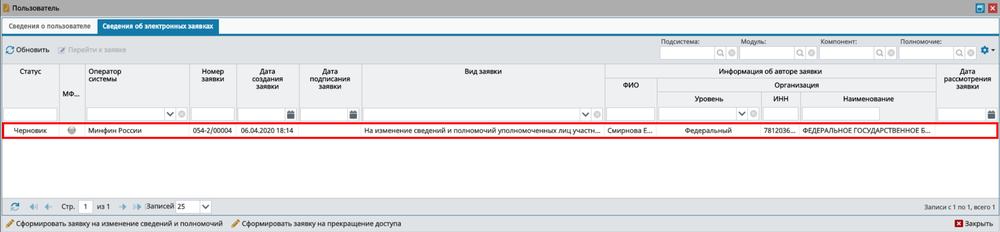 Пользователь
Сведения о пользователе Сведения об электронных заявках
Подсистема: Модуль: Компонент: Полномочие:
Обновить Перейти к заявке
Статус
МФ...
Оператор
системы
Номер
заявки
Дата
создания
заявки
Дата
подписания
заявки
Вид заявки
Информация об авторе заявки
ФИО
Организация
Уровень ИНН Наименование
Дата
рассмотрения
заявки
Черновик Минфин России 054-2/00004 06.04.2020 18:14 На изменение сведений и полномочий уполномоченных лиц участн... Смирнова Е... Федеральный 7812036... ФЕДЕРАЛЬНОЕ ГОСУДАРСТВЕННОЕ Б...
Стр. 1 из 1 Записей 25 Записи с 1 по 1, всего 1
Сформировать заявку на изменение сведений и полномочий Сформировать заявку на прекращение доступа Закрыть